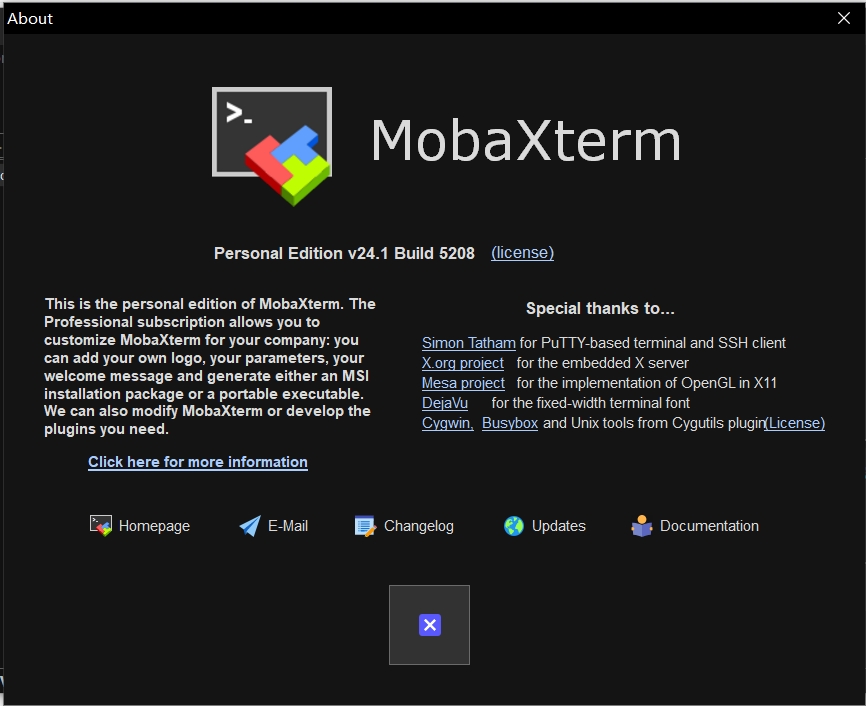 About
>_
MobaXterm
Personal Edition v24.1 Build 5208 (license)
This is the personal edition of MobaXterm. The
Professional subscription allows you to
customize MobaXterm for your company: you
can add your own logo, your parameters, your
welcome message and generate either an MSI
installation package or a portable executable.
We can also modify MobaXterm or develop the
plugins you need.
Click here for more information
Special thanks to...
Simon Tatham for PuTTY-based terminal and SSH client
X.org project for the embedded X server
Mesa project for the implementation of OpenGL in X11
DejaVu for the fixed-width terminal font
Cygwin, Busybox and Unix tools from Cygutils plugin(License)
Homepage E-Mail Changelog Updates Documentation